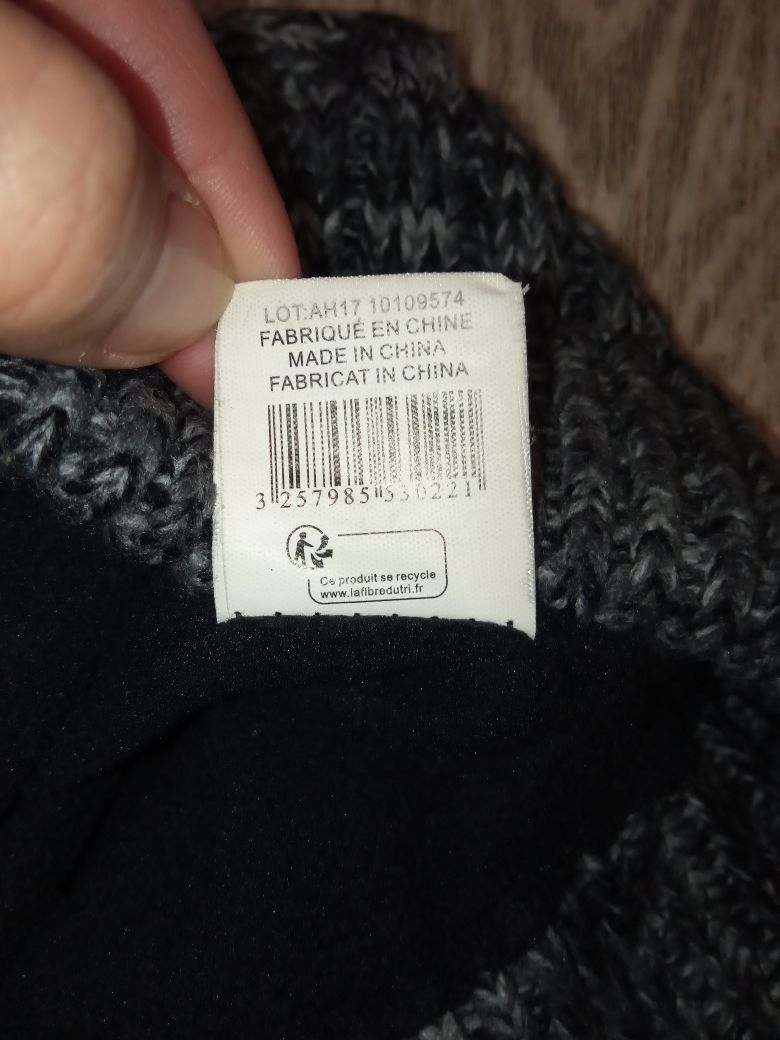 LOT:AH17 10109574
FABRIQUÉ EN CHINE
MADE IN CHINA
FABRICAT IN CHINA
3 257985 530221
Ce produit se recycle
www.lafibredutri.fr